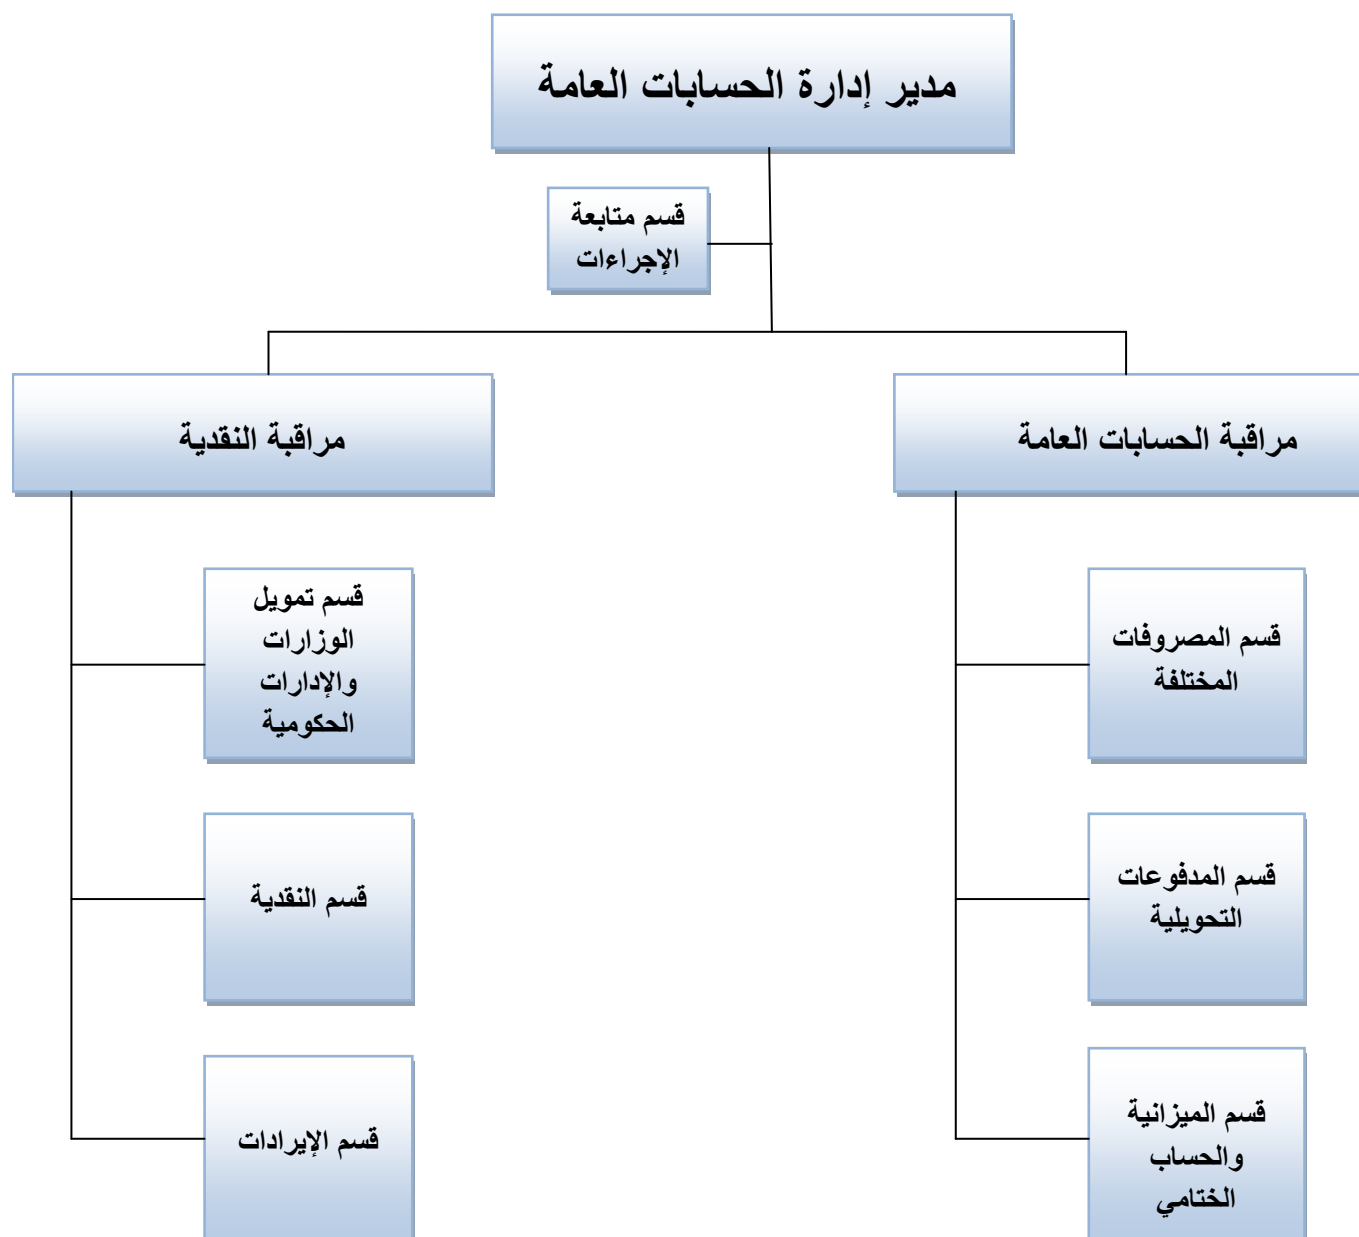 مدير إدارة الحسابات العامة
قسم متابعة
الإجراءات
مراقبة الحسابات العامة
قسم المصروفات
المختلفة
قسم المدفوعات
التحويلية
قسم الميزانية
والحساب
الختامي
مراقبة النقدية
قسم تمويل
الوزارات
والإدارات
الحكومية
قسم النقدية
قسم الإيرادات